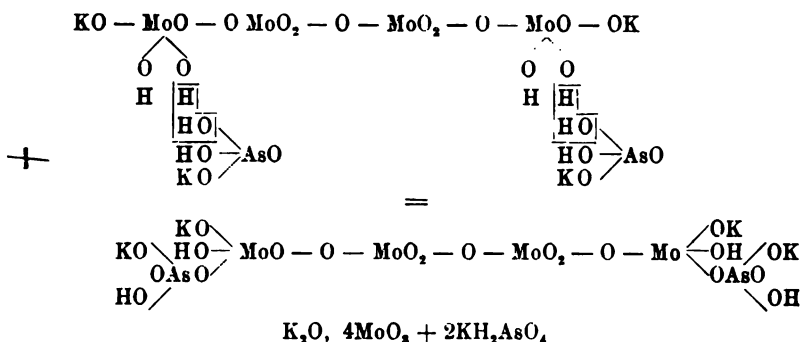 KO — MoO — O MoO₂ — O — MoO₂ — O — MoO — OK
O O O O
H H H H
HO HO
+ HO — AsO HO — AsO
KO KO
=
KO OK
KO HO — MoO — O — MoO₂ — O — MoO₂ — O — Mo — OH OK
OAs O OAsO
HO OH
K₂O, 4MoO₃ + 2KH₂AsO₄